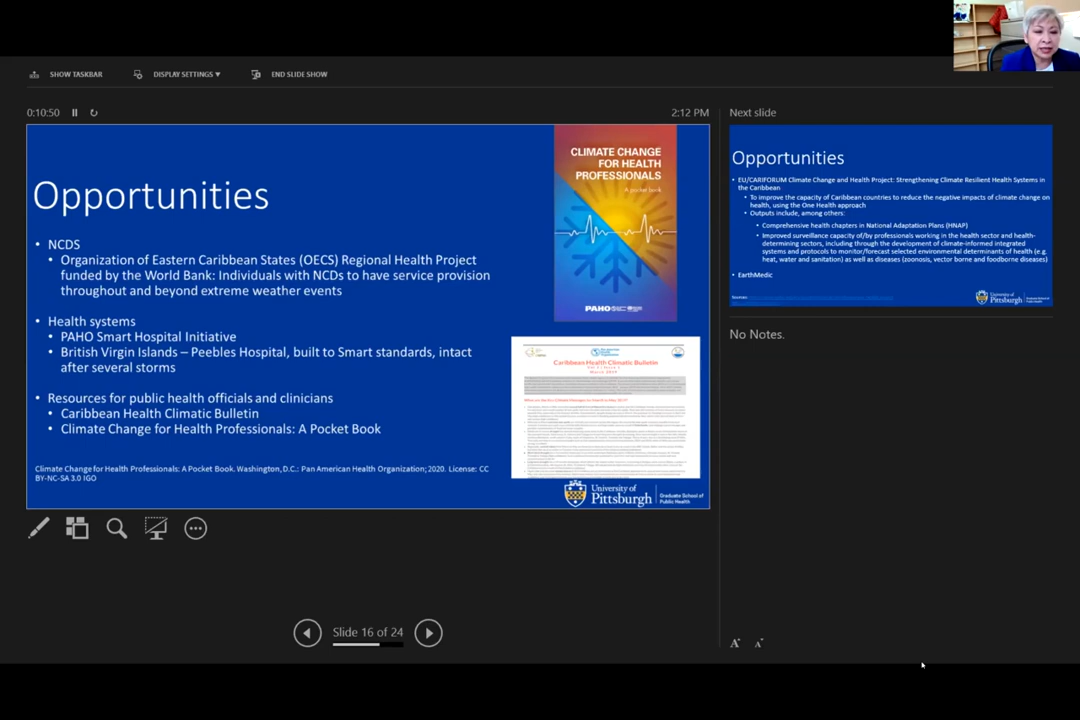 SHOW TASKBAR
DISPLAY SETTINGS ▼
END SLIDE SHOW
0:10:50
2:12 PM
Next slide
Opportunities
• NCDS
• Organization of Eastern Caribbean States (OECS) Regional Health Project
funded by the World Bank: Individuals with NCDs to have service provision
throughout and beyond extreme weather events
• Health systems
• PAHO Smart Hospital Initiative
• British Virgin Islands – Peebles Hospital, built to Smart standards, intact
after several storms
• Resources for public health officials and clinicians
• Caribbean Health Climatic Bulletin
• Climate Change for Health Professionals: A Pocket Book
Climate Change for Health Professionals: A Pocket Book. Washington, D.C.: Pan American Health Organization; 2020. License: CC
BY-NC-SA 3.0 IGO
CLIMATE CHANGE
FOR HEALTH
PROFESSIONALS
A pocket book
PAHO
Caribbean Health Climatic Bulletin
University of
Pittsburgh
Graduate School of
Public Health
Opportunities
• EU/CARIFORUM Climate Change and Health Project: Strengthening Climate Resilient Health Systems in
the Caribbean
• To improve the capacity of Caribbean countries to reduce the negative impacts of climate change on
health, using the One Health approach
• Outputs include, among others:
• Comprehensive health chapters in National Adaptation Plans (HNAP)
• Improved surveillance capacity of/by professionals working in the health sector and health-
determining sectors, including through the development of climate-informed integrated
systems and protocols to monitor/forecast selected environmental determinants of health (e.g.
heat, water and sanitation) as well as diseases (zoonosis, vector borne and foodborne diseases)
• EarthMedic
Sources:
University of
Pittsburgh
Graduate School of
Public Health
No Notes.
Slide 16 of 24
A A